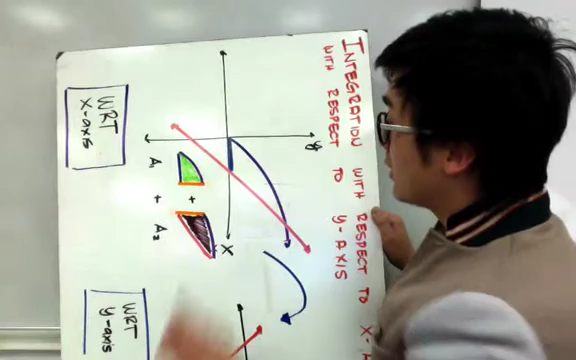 INTEGRATION WITH RESPECT TO X-A
WITH RESPECT TO y-AXIS
y
X
A₁ + A₂
+
WRT
X-axis
WRT
y-axis